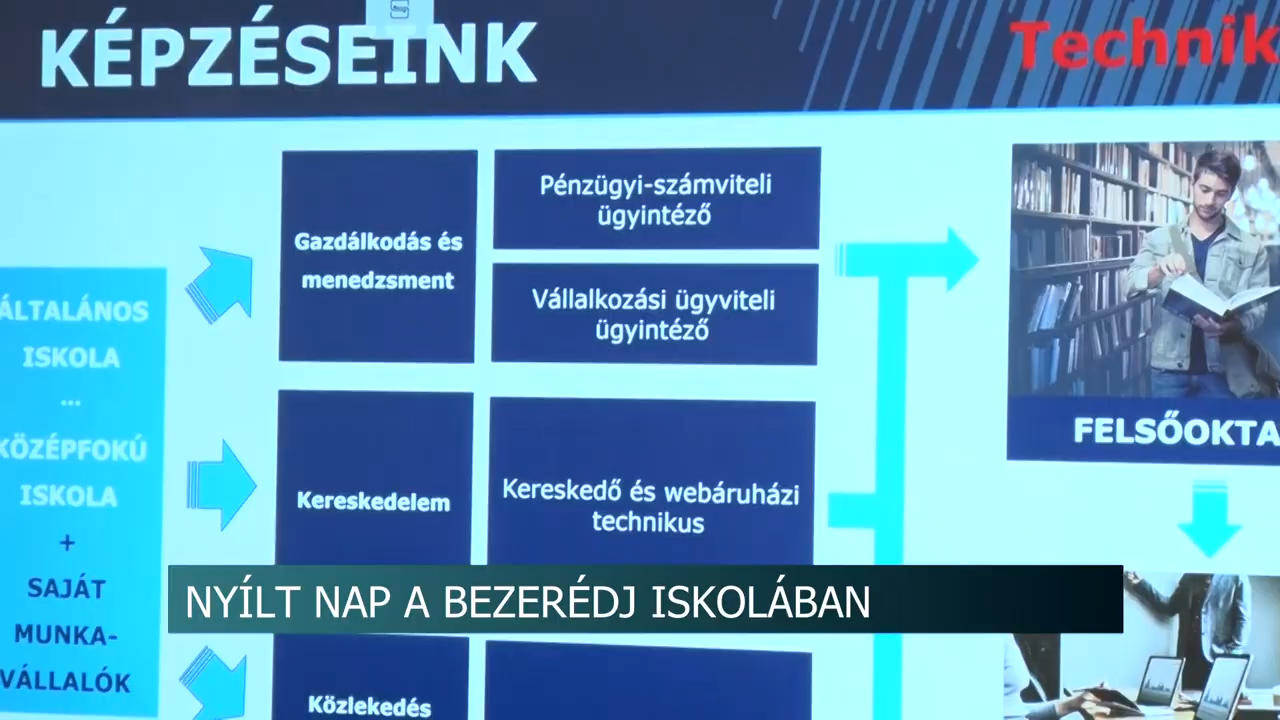 KÉPZÉSEINK
Technik
Gazdálkodás és
menedzsment
Pénzügyi-számviteli
ügyintéző
Vállalkozási ügyviteli
ügyintéző
ÁLTALÁNOS
ISKOLA
...
KÖZÉPFOKÚ
ISKOLA
+
SAJÁT
MUNKA-
VÁLLALÓK
Kereskedelem
Kereskedő és webáruházi
technikus
FELSŐOKTA
NYÍLT NAP A BEZERÉDJ ISKOLÁBAN
Közlekedés